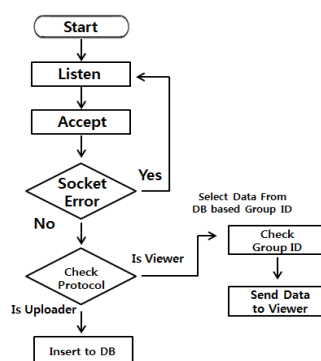 Start
Listen
Accept
Socket
Error
Yes
No
Select Data From
DB based Group ID
Check
Group ID
Check
Protocol
Is Viewer
Send Data
to Viewer
Is Uploader
Insert to DB